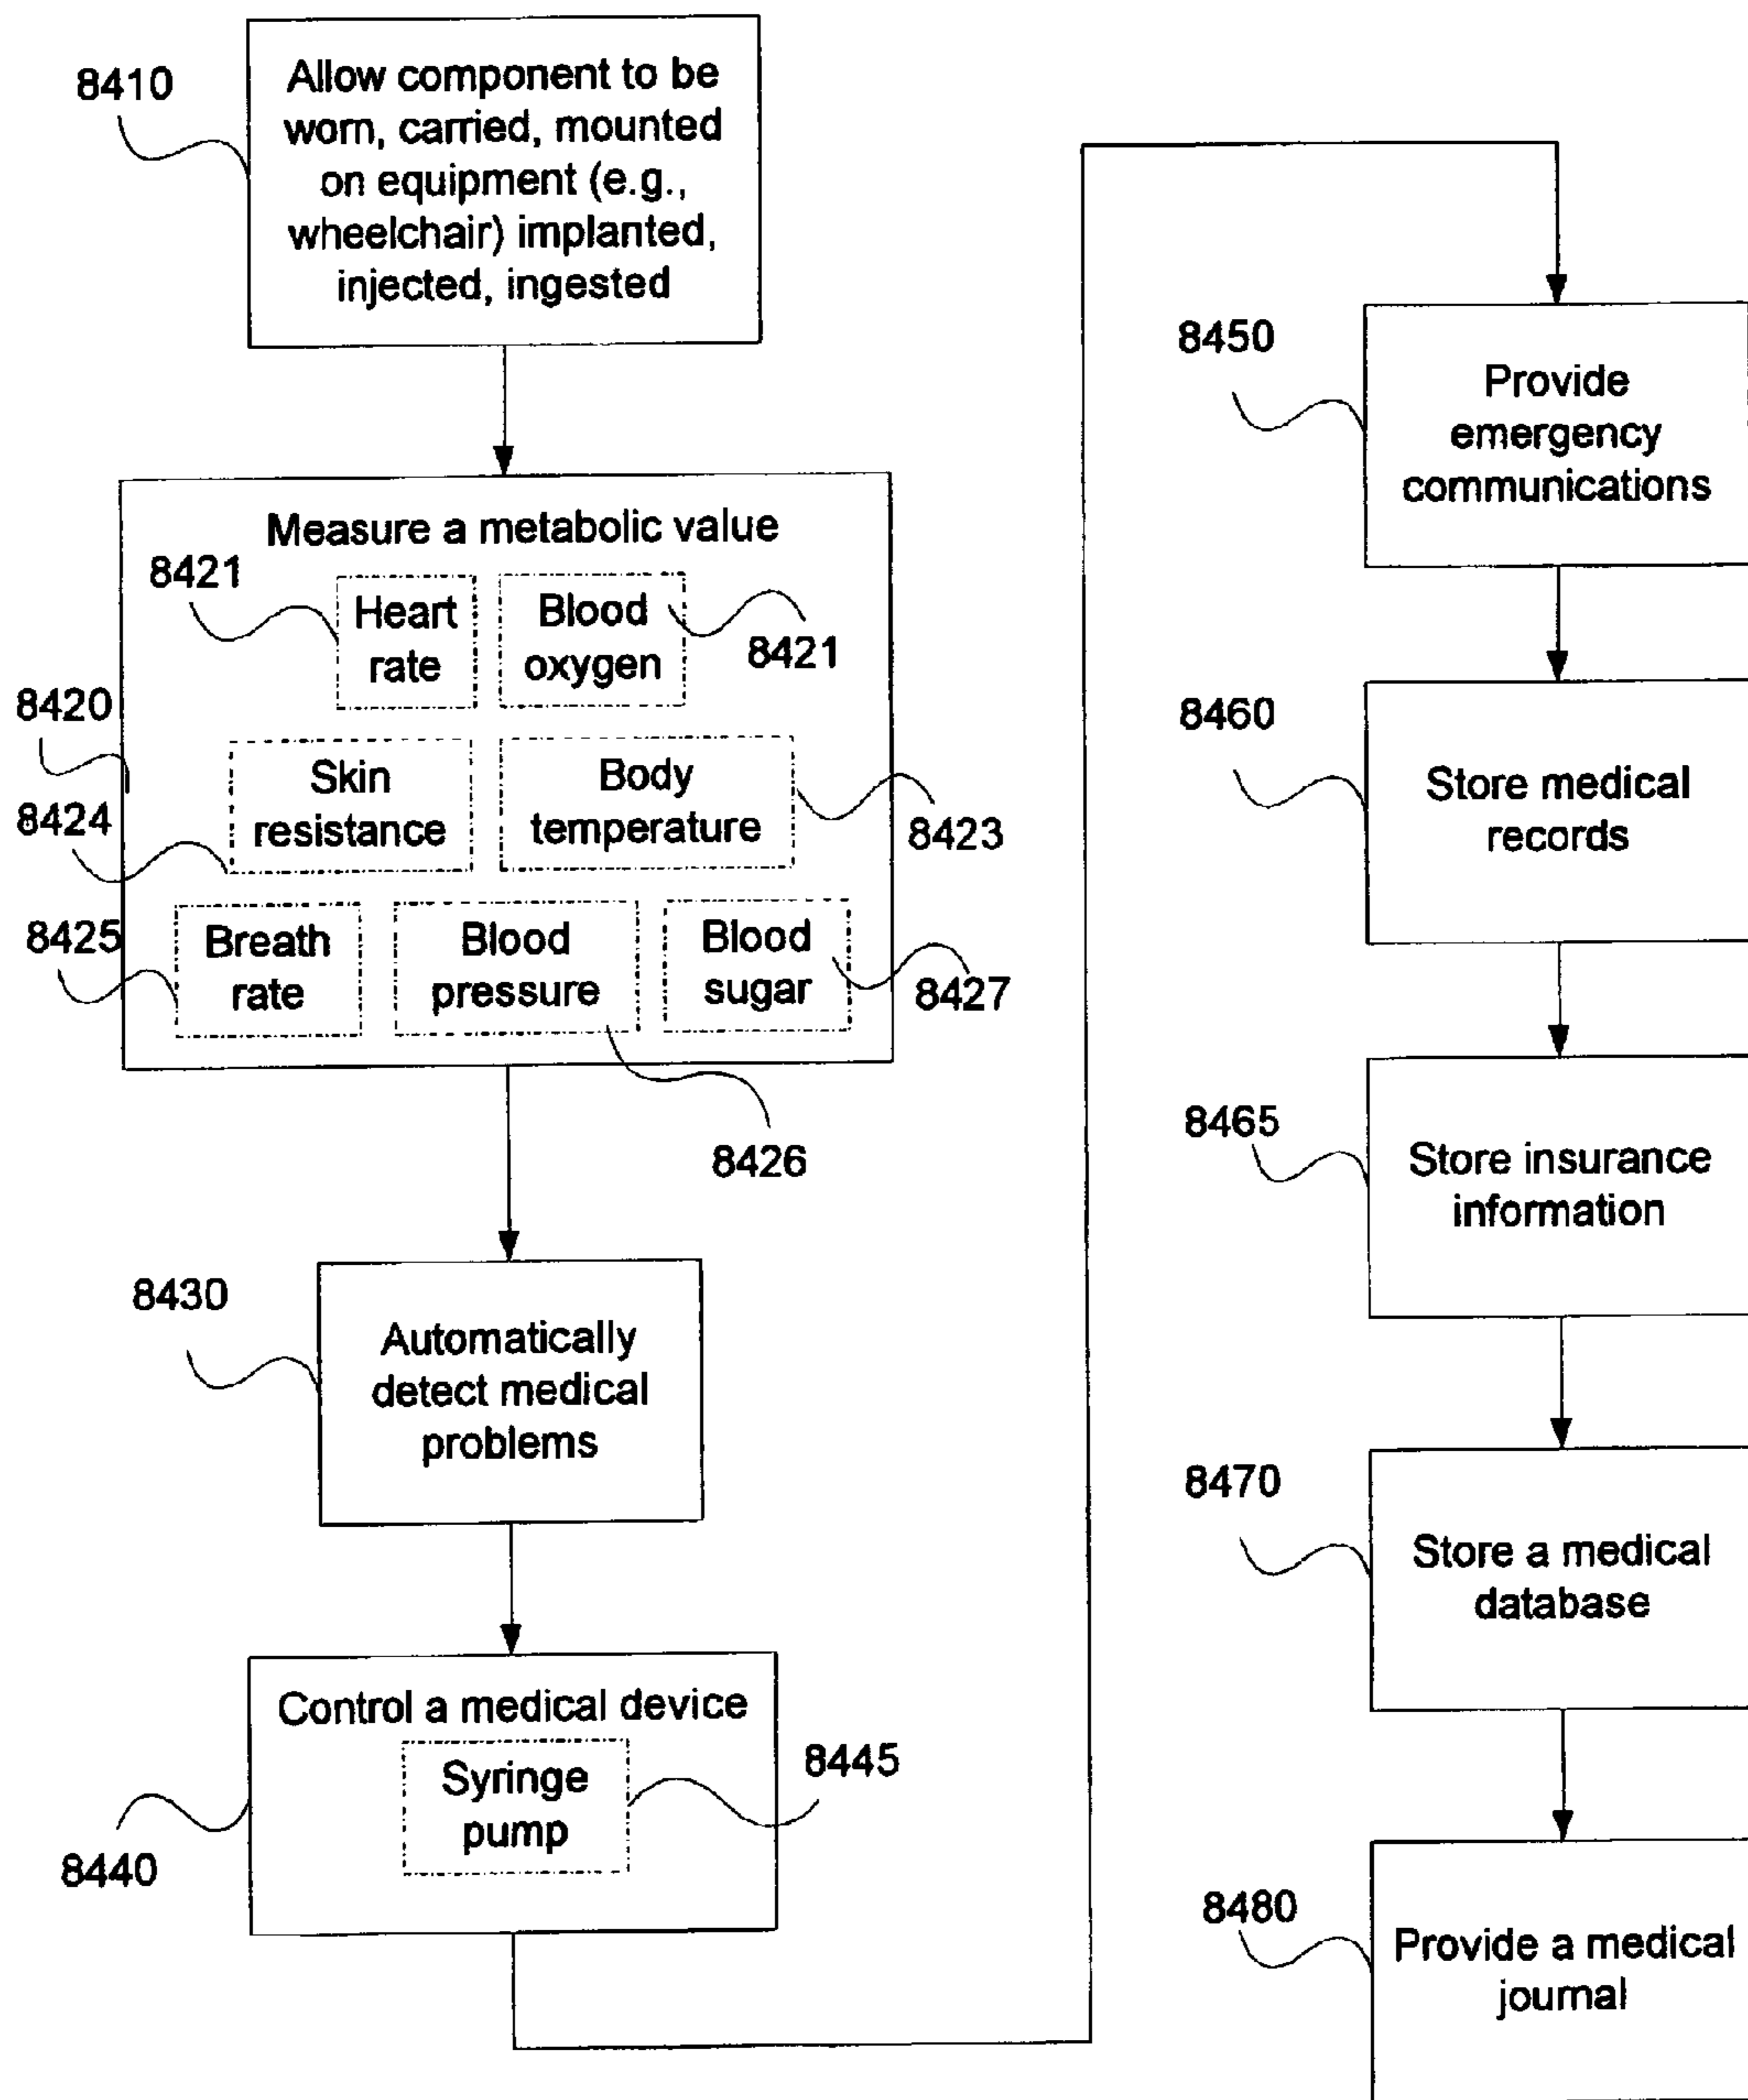 8410
Allow component to be
worn, carried, mounted
on equipment (e.g.,
wheelchair) implanted,
injected, ingested
8420
Measure a metabolic value
8421
Heart
rate
Blood
oxygen
8421
8424
Skin
resistance
Body
temperature
8423
8425
Breath
rate
Blood
pressure
8426
Blood
sugar
8427
8430
Automatically
detect medical
problems
8440
Control a medical device
Syringe
pump
8445
8450
Provide
emergency
communications
8460
Store medical
records
8465
Store insurance
information
8470
Store a medical
database
8480
Provide a medical
journal